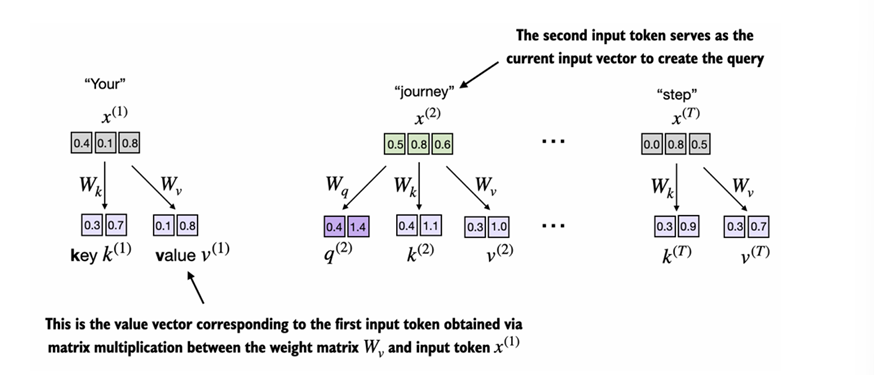 The second input token serves as the
current input vector to create the query
“Your”
“journey”
“step”
x^(1)
x^(2)
x^(T)
0.4 0.1 0.8
0.5 0.8 0.6
...
0.0 0.8 0.5
W_k W_v
W_q W_k W_v
W_k W_v
0.3 0.7 0.1 0.8
0.4 1.4 0.4 1.1 0.3 1.0
...
0.3 0.9 0.3 0.7
key k^(1) value v^(1)
q^(2) k^(2) v^(2)
k^(T) v^(T)
This is the value vector corresponding to the first input token obtained via
matrix multiplication between the weight matrix W_v and input token x^(1)